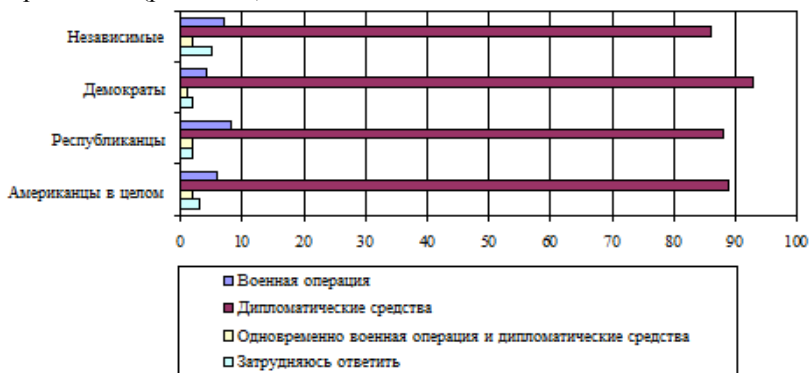 Независимые
Демократы
Республиканцы
Американцы в целом
0 10 20 30 40 50 60 70 80 90 100
Военная операция
Дипломатические средства
Одновременно военная операция и дипломатические средства
Затрудняюсь ответить